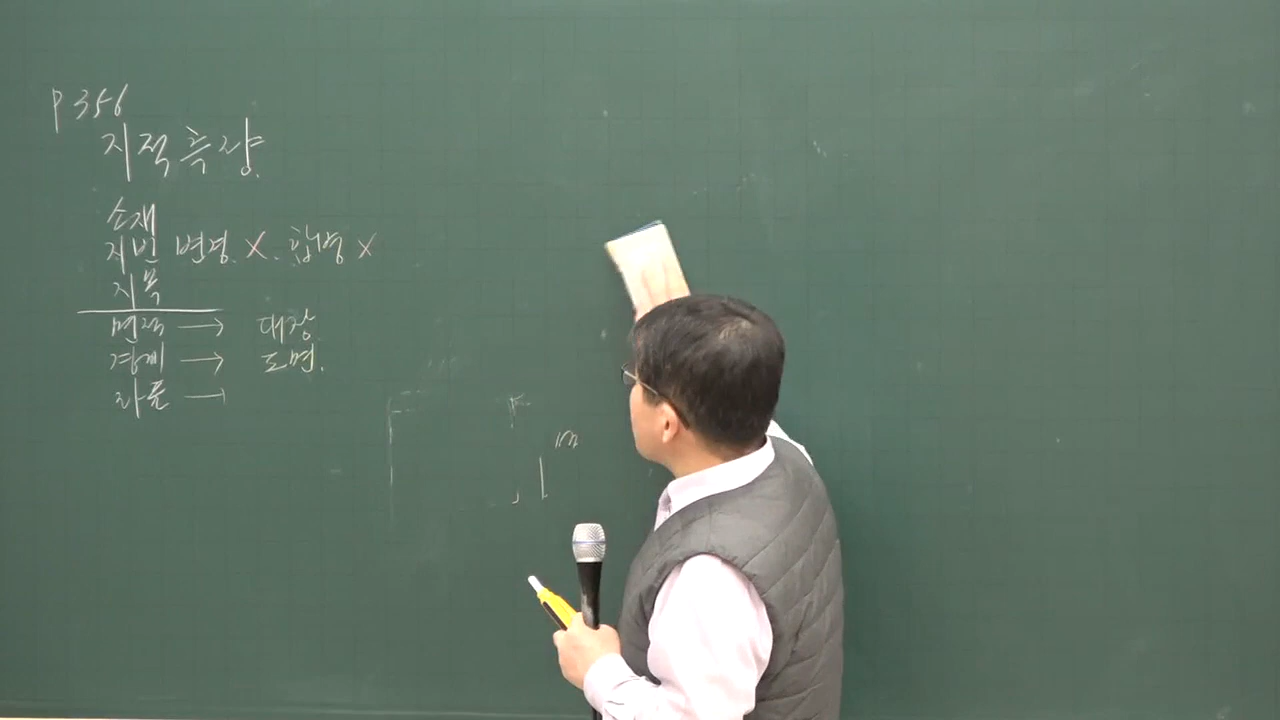 P 356
지적측량
소재
지번 변경 X. 합병 X
지목
면적 → 대장
경계 → 도면.
좌표 →